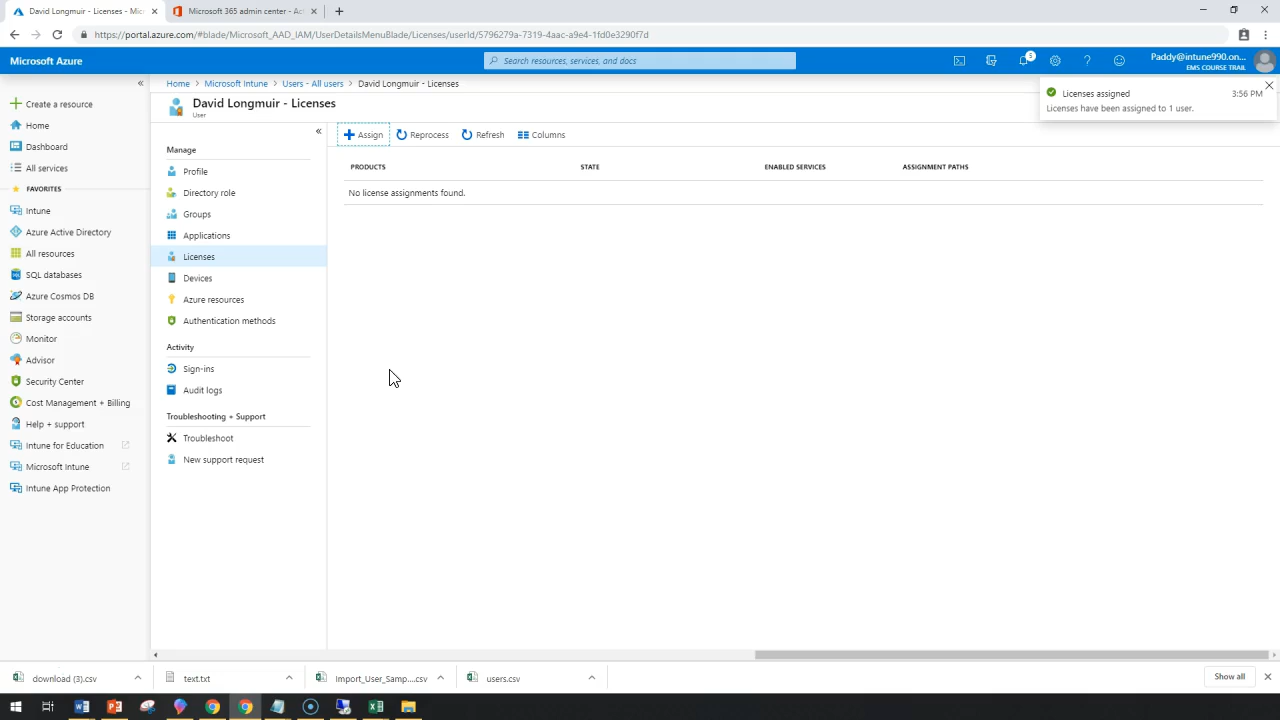 David Longmuir - Licenses - Mic
Microsoft 365 admin center - Ac
https://portal.azure.com/#blade/Microsoft_AAD_IAM/UserDetailsMenuBlade/Licenses/userId/5796279a-7319-4aac-a9e4-1fd0e3290f7d
Microsoft Azure
Search resources, services, and docs
Paddy@intune990.on...
EMS COURSE TRAIL
Home > Microsoft Intune > Users - All users > David Longmuir - Licenses
David Longmuir - Licenses
User
Licenses assigned 3:56 PM
Licenses have been assigned to 1 user.
Create a resource
Home
Dashboard
All services
FAVORITES
Intune
Azure Active Directory
All resources
SQL databases
Azure Cosmos DB
Storage accounts
Monitor
Advisor
Security Center
Cost Management + Billing
Help + support
Intune for Education
Microsoft Intune
Intune App Protection
Manage
Profile
Directory role
Groups
Applications
Licenses
Devices
Azure resources
Authentication methods
Activity
Sign-ins
Audit logs
Troubleshooting + Support
Troubleshoot
New support request
Assign Reprocess Refresh Columns
PRODUCTS STATE ENABLED SERVICES ASSIGNMENT PATHS
No license assignments found.
download (3).csv
text.txt
Import_User_Samp....csv
users.csv
Show all